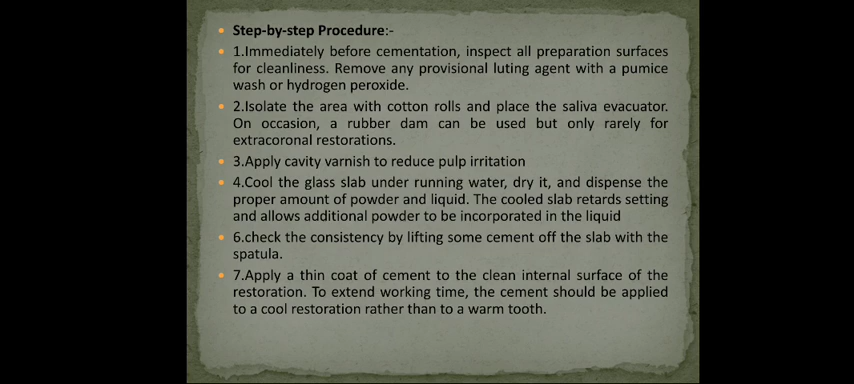 • Step-by-step Procedure:-
• 1.Immediately before cementation, inspect all preparation surfaces
for cleanliness. Remove any provisional luting agent with a pumice
wash or hydrogen peroxide.
• 2.Isolate the area with cotton rolls and place the saliva evacuator.
On occasion, a rubber dam can be used but only rarely for
extracoronal restorations.
• 3.Apply cavity varnish to reduce pulp irritation
• 4.Cool the glass slab under running water, dry it, and dispense the
proper amount of powder and liquid. The cooled slab retards setting
and allows additional powder to be incorporated in the liquid
• 6.check the consistency by lifting some cement off the slab with the
spatula.
• 7.Apply a thin coat of cement to the clean internal surface of the
restoration. To extend working time, the cement should be applied
to a cool restoration rather than to a warm tooth.